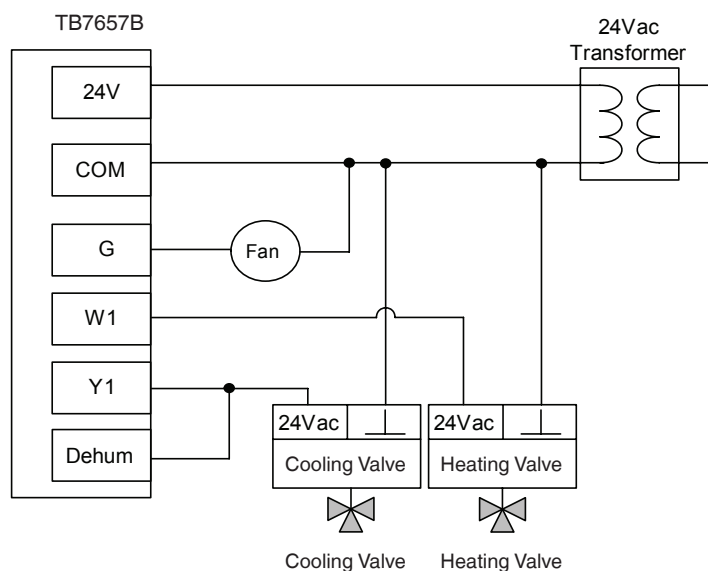 TB7657B
24Vac
Transformer
24V
COM
G
Fan
W1
Y1
Dehum
24Vac
24Vac
Cooling Valve
Heating Valve
Cooling Valve
Heating Valve